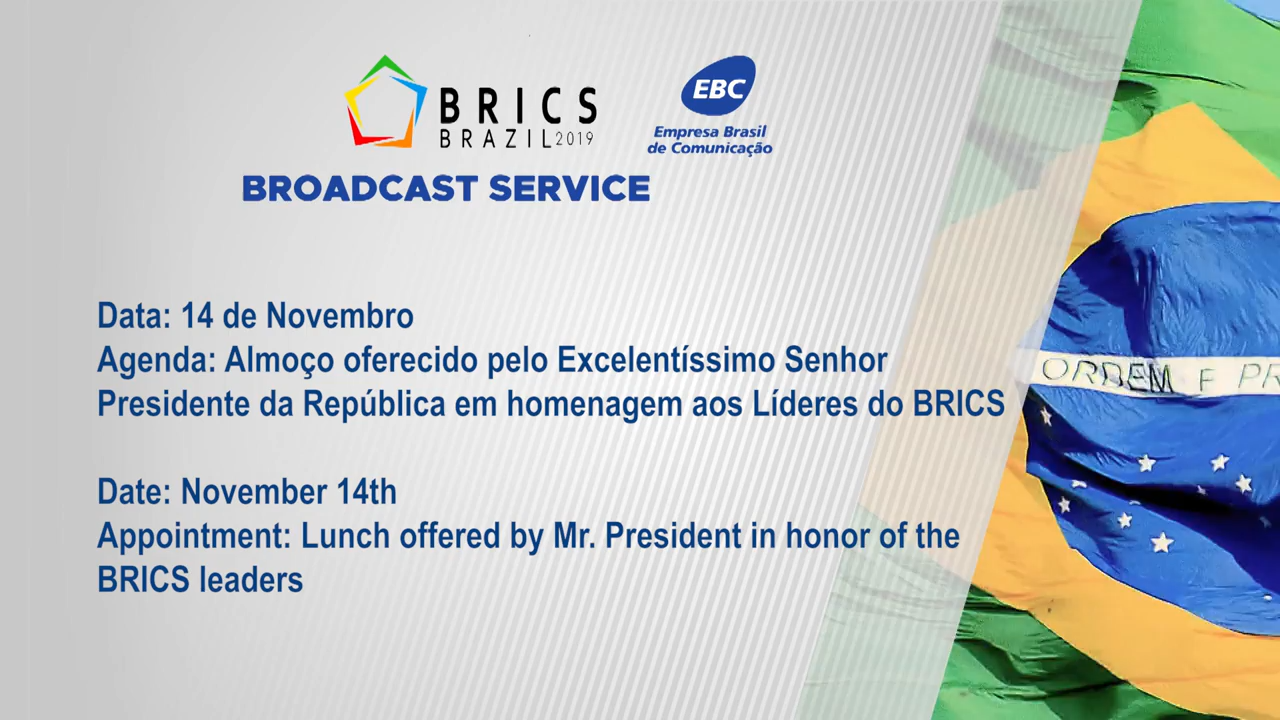 BRICS
BRAZIL2019
EBC
Empresa Brasil
de Comunicação
BROADCAST SERVICE
Data: 14 de Novembro
Agenda: Almoço oferecido pelo Excelentíssimo Senhor
Presidente da República em homenagem aos Líderes do BRICS
Date: November 14th
Appointment: Lunch offered by Mr. President in honor of the
BRICS leaders
ORDEM E PR